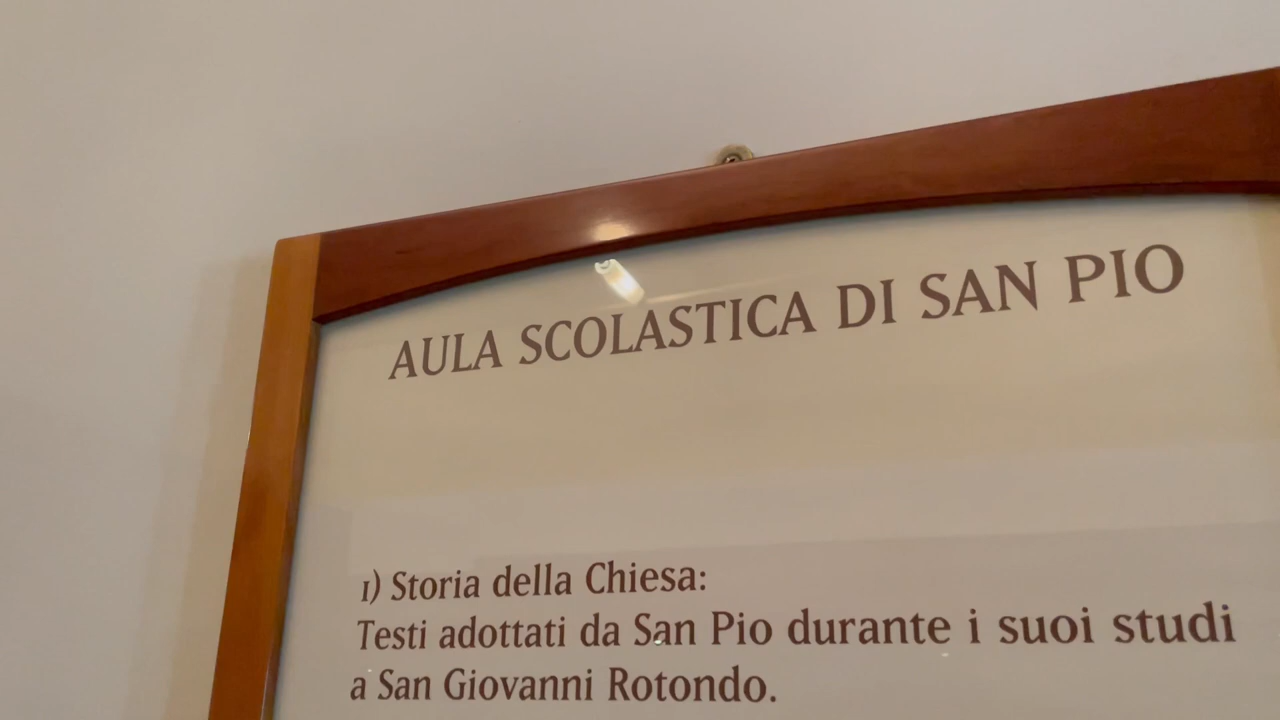 AULA SCOLASTICA DI SAN PIO
1) Storia della Chiesa:
Testi adottati da San Pio durante i suoi studi
a San Giovanni Rotondo.